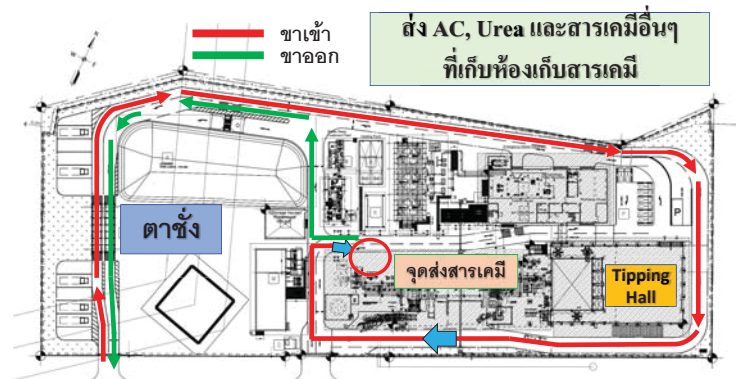 ขาเข้า
ขาออก
ส่ง AC, Urea และสารเคมีอื่นๆ
ที่เก็บห้องเก็บสารเคมี
ตาชั่ง
จุดส่งสารเคมี
Tipping
Hall
P